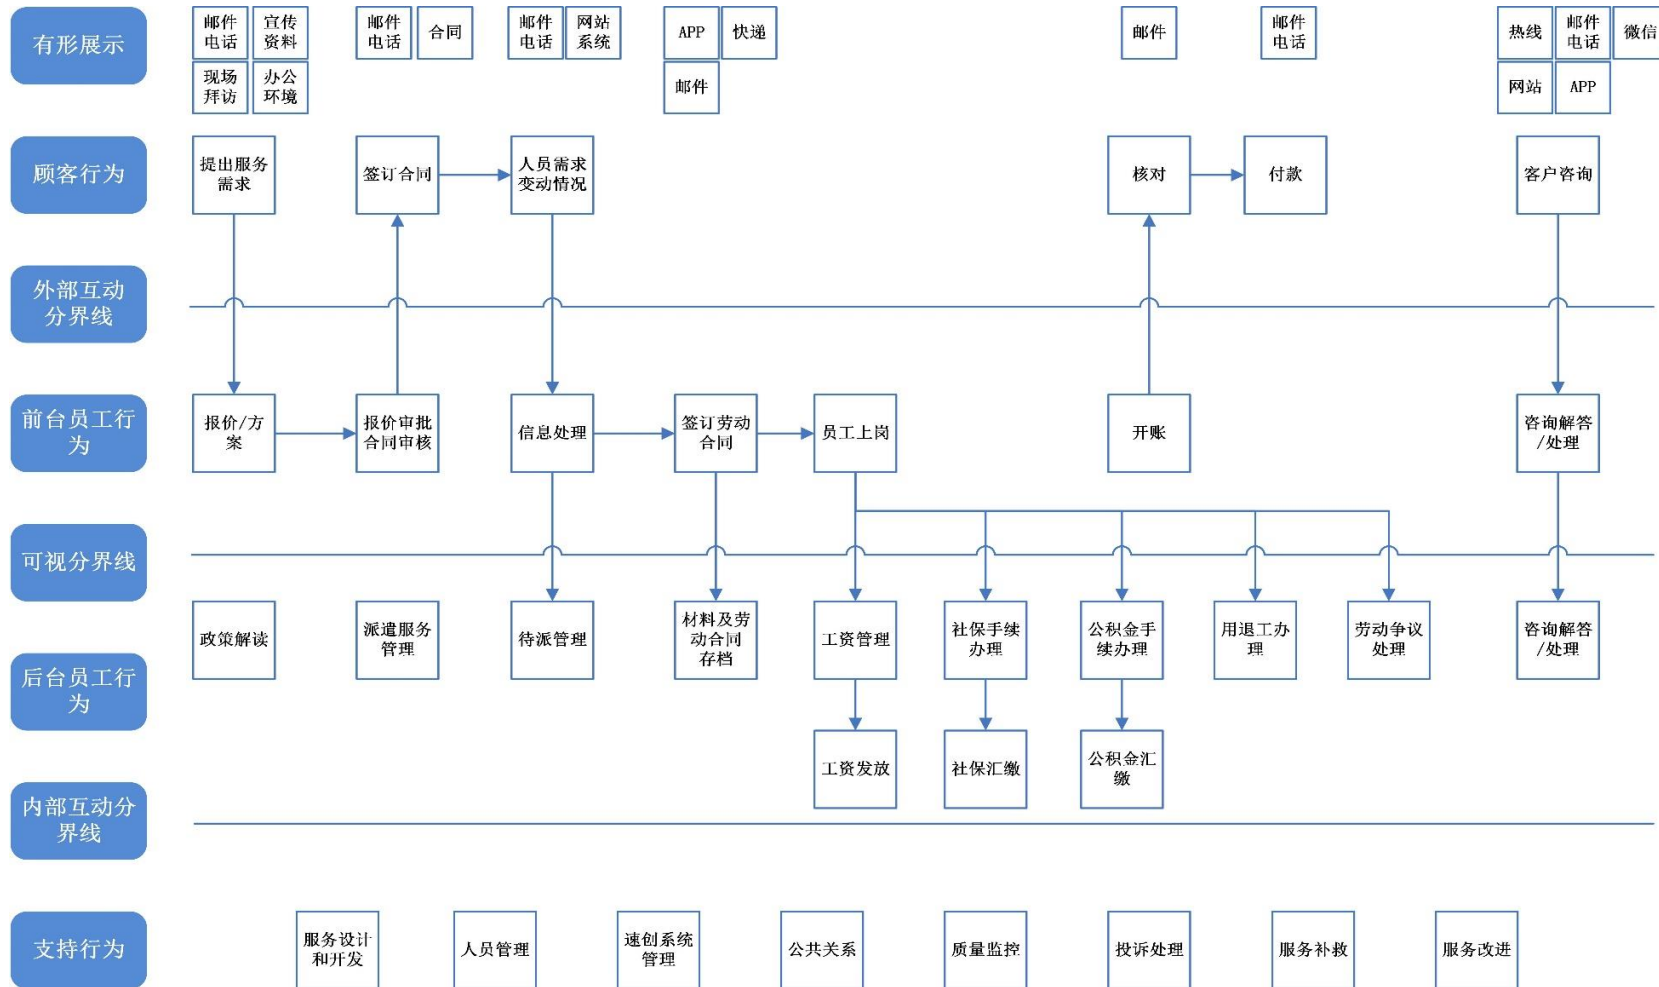 有形展示
邮件
电话
宣传
资料
邮件
电话
合同
邮件
电话
网站
系统
APP
快递
邮件
邮件
电话
热线
邮件
电话
微信
现场
拜访
办公
环境
邮件
网站
APP
顾客行为
提出服务
需求
签订合同
人员需求
变动情况
核对
付款
客户咨询
外部互动
分界线
前台员工行
为
报价/方
案
报价审批
合同审核
信息处理
签订劳动
合同
员工上岗
开账
咨询解答
/处理
可视分界线
后台员工行
为
政策解读
派遣服务
管理
待派管理
材料及劳
动合同
存档
工资管理
社保手续
办理
公积金手
续办理
用退工办
理
劳动争议
处理
咨询解答
/处理
工资发放
社保汇缴
公积金汇
缴
内部互动分
界线
支持行为
服务设计
和开发
人员管理
速创系统
管理
公共关系
质量监控
投诉处理
服务补救
服务改进